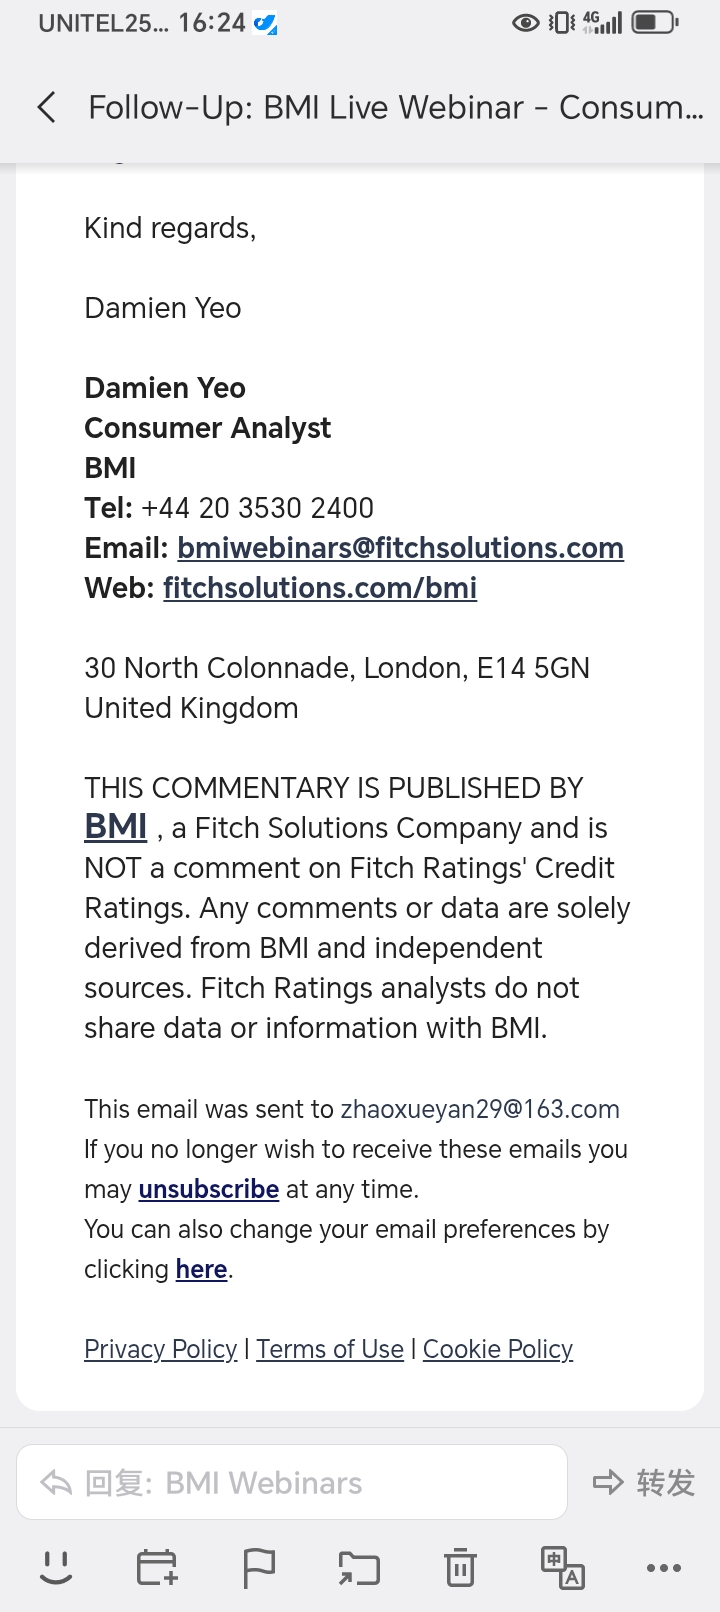 UNITEL25... 16:24 4G
Follow-Up: BMI Live Webinar - Consum...
Kind regards,
Damien Yeo
Damien Yeo
Consumer Analyst
BMI
Tel: +44 20 3530 2400
Email: bmiwebinars@fitchsolutions.com
Web: fitchsolutions.com/bmi
30 North Colonnade, London, E14 5GN
United Kingdom
THIS COMMENTARY IS PUBLISHED BY
BMI , a Fitch Solutions Company and is
NOT a comment on Fitch Ratings' Credit
Ratings. Any comments or data are solely
derived from BMI and independent
sources. Fitch Ratings analysts do not
share data or information with BMI.
This email was sent to zhaoxueyan29@163.com
If you no longer wish to receive these emails you
may unsubscribe at any time.
You can also change your email preferences by
clicking here.
Privacy Policy | Terms of Use | Cookie Policy
回复: BMI Webinars 转发
中 A